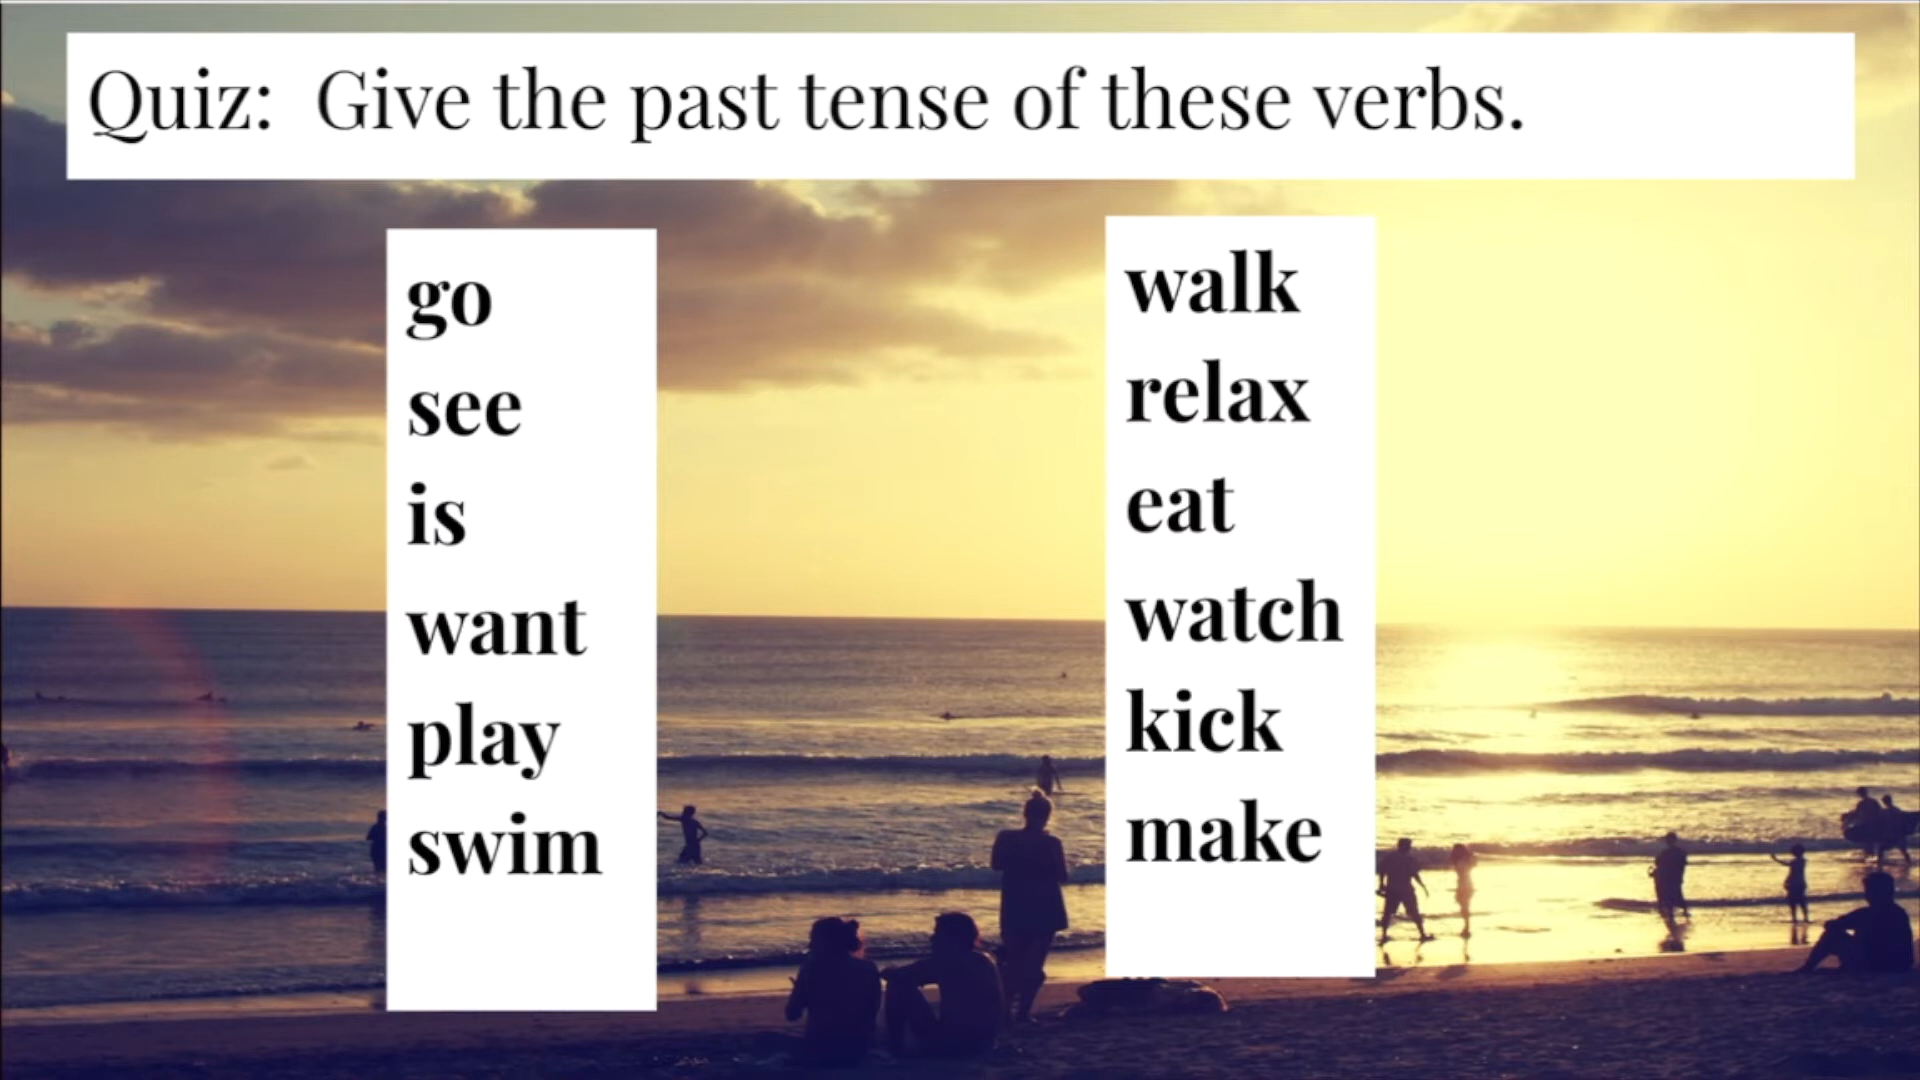 Quiz: Give the past tense of these verbs.
go
see
is
want
play
swim
walk
relax
eat
watch
kick
make